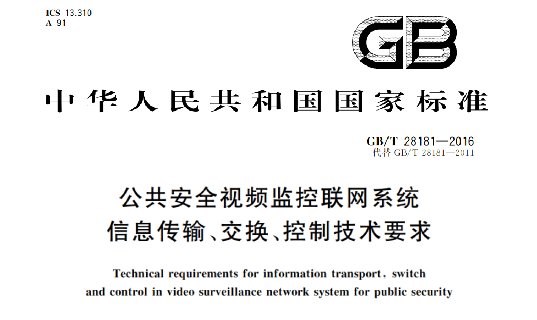 ICS 13.310
A 91
GB
中华人民共和国国家标准
GB/T 28181—2016
代替 GB/T 28181—2011
公共安全视频监控联网系统
信息传输、交换、控制技术要求
Technical requirements for information transport, switch
and control in video surveillance network system for public security